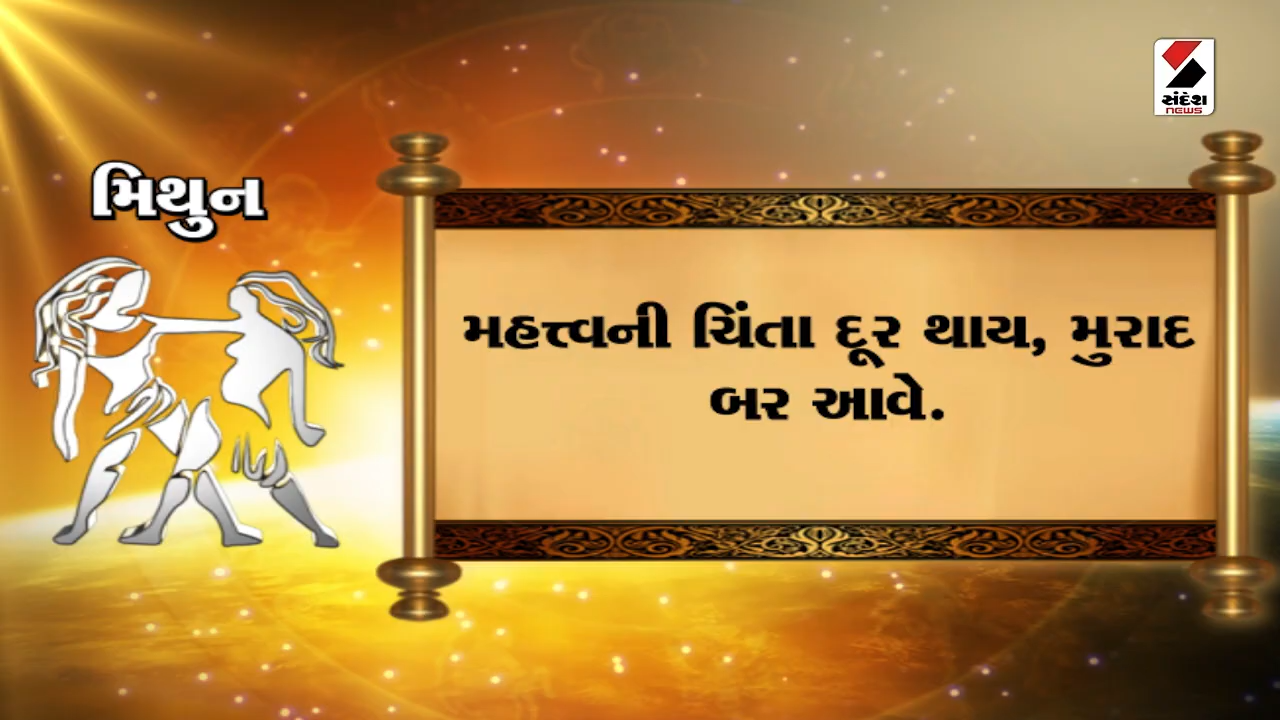 સંદેશ
NEWS
મિથુન
મહત્ત્વની ચિંતા દૂર થાય, મુરાદ
બર આવે.